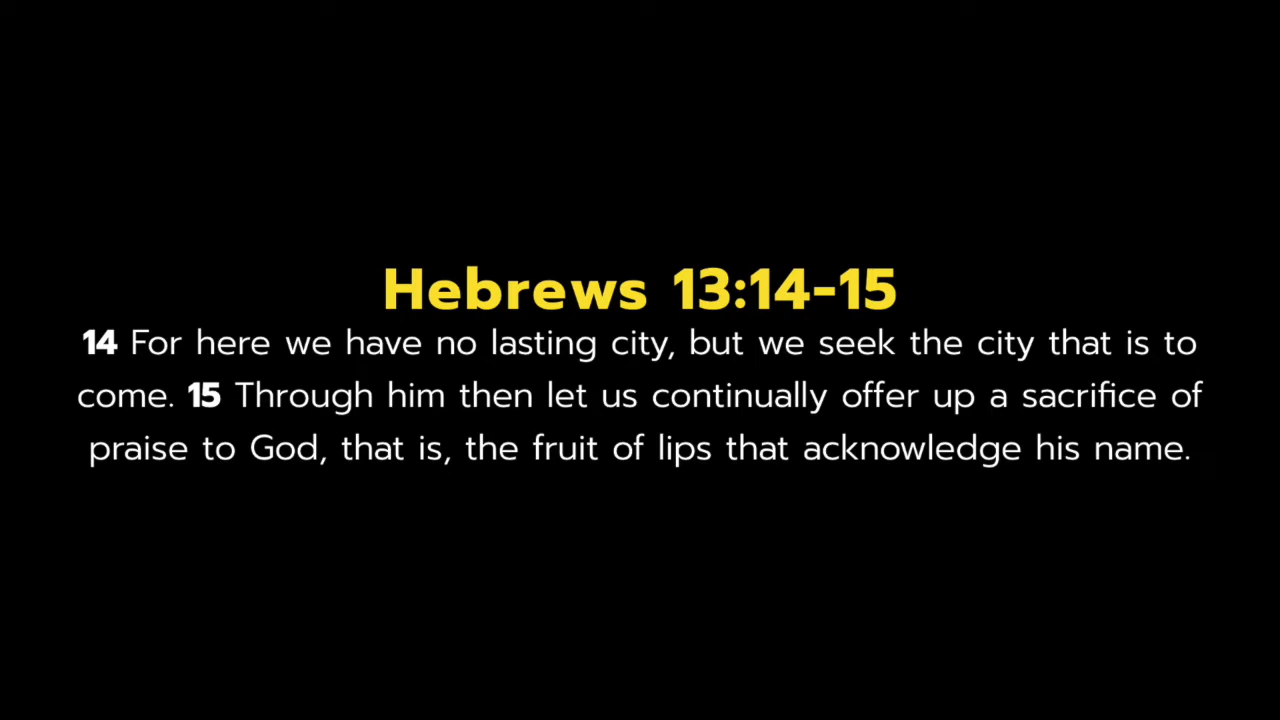 Hebrews 13:14-15
14 For here we have no lasting city, but we seek the city that is to
come. 15 Through him then let us continually offer up a sacrifice of
praise to God, that is, the fruit of lips that acknowledge his name.